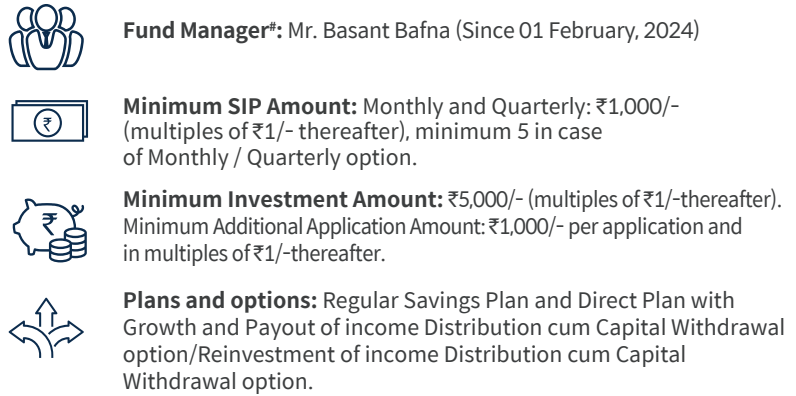 Fund Manager#: Mr. Basant Bafna (Since 01 February, 2024)
₹
Minimum SIP Amount: Monthly and Quarterly: ₹1,000/-
(multiples of ₹1/- thereafter), minimum 5 in case
of Monthly / Quarterly option.
₹
Minimum Investment Amount: ₹5,000/- (multiples of ₹1/-thereafter).
Minimum Additional Application Amount: ₹1,000/- per application and
in multiples of ₹1/-thereafter.
Plans and options: Regular Savings Plan and Direct Plan with
Growth and Payout of income Distribution cum Capital Withdrawal
option/Reinvestment of income Distribution cum Capital
Withdrawal option.